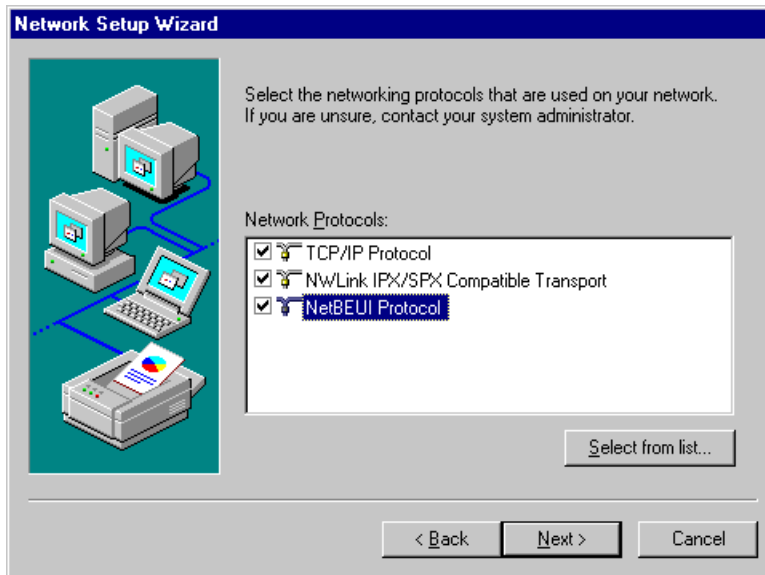 Network Setup Wizard
Select the networking protocols that are used on your network.
If you are unsure, contact your system administrator.
Network Protocols:
TCP/IP Protocol
NWLink IPX/SPX Compatible Transport
NetBEUI Protocol
Select from list...
< Back
Next >
Cancel